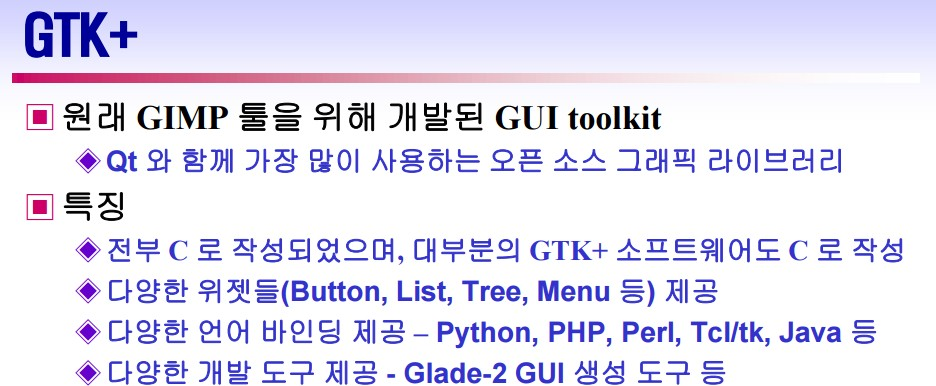 GTK+
원래 GIMP 툴을 위해 개발된 GUI toolkit
Qt 와 함께 가장 많이 사용하는 오픈 소스 그래픽 라이브러리
특징
전부 C 로 작성되었으며, 대부분의 GTK+ 소프트웨어도 C 로 작성
다양한 위젯들(Button, List, Tree, Menu 등) 제공
다양한 언어 바인딩 제공 – Python, PHP, Perl, Tcl/tk, Java 등
다양한 개발 도구 제공 - Glade-2 GUI 생성 도구 등